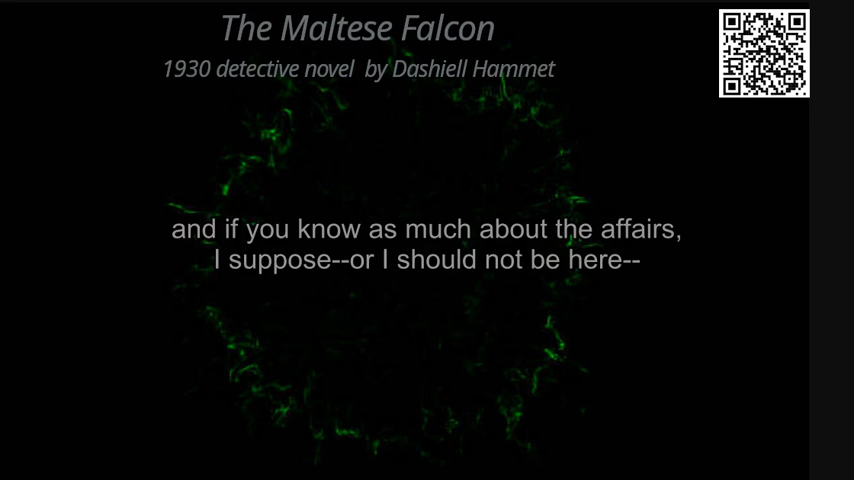 The Maltese Falcon
1930 detective novel by Dashiell Hammet
and if you know as much about the affairs,
I suppose--or I should not be here--